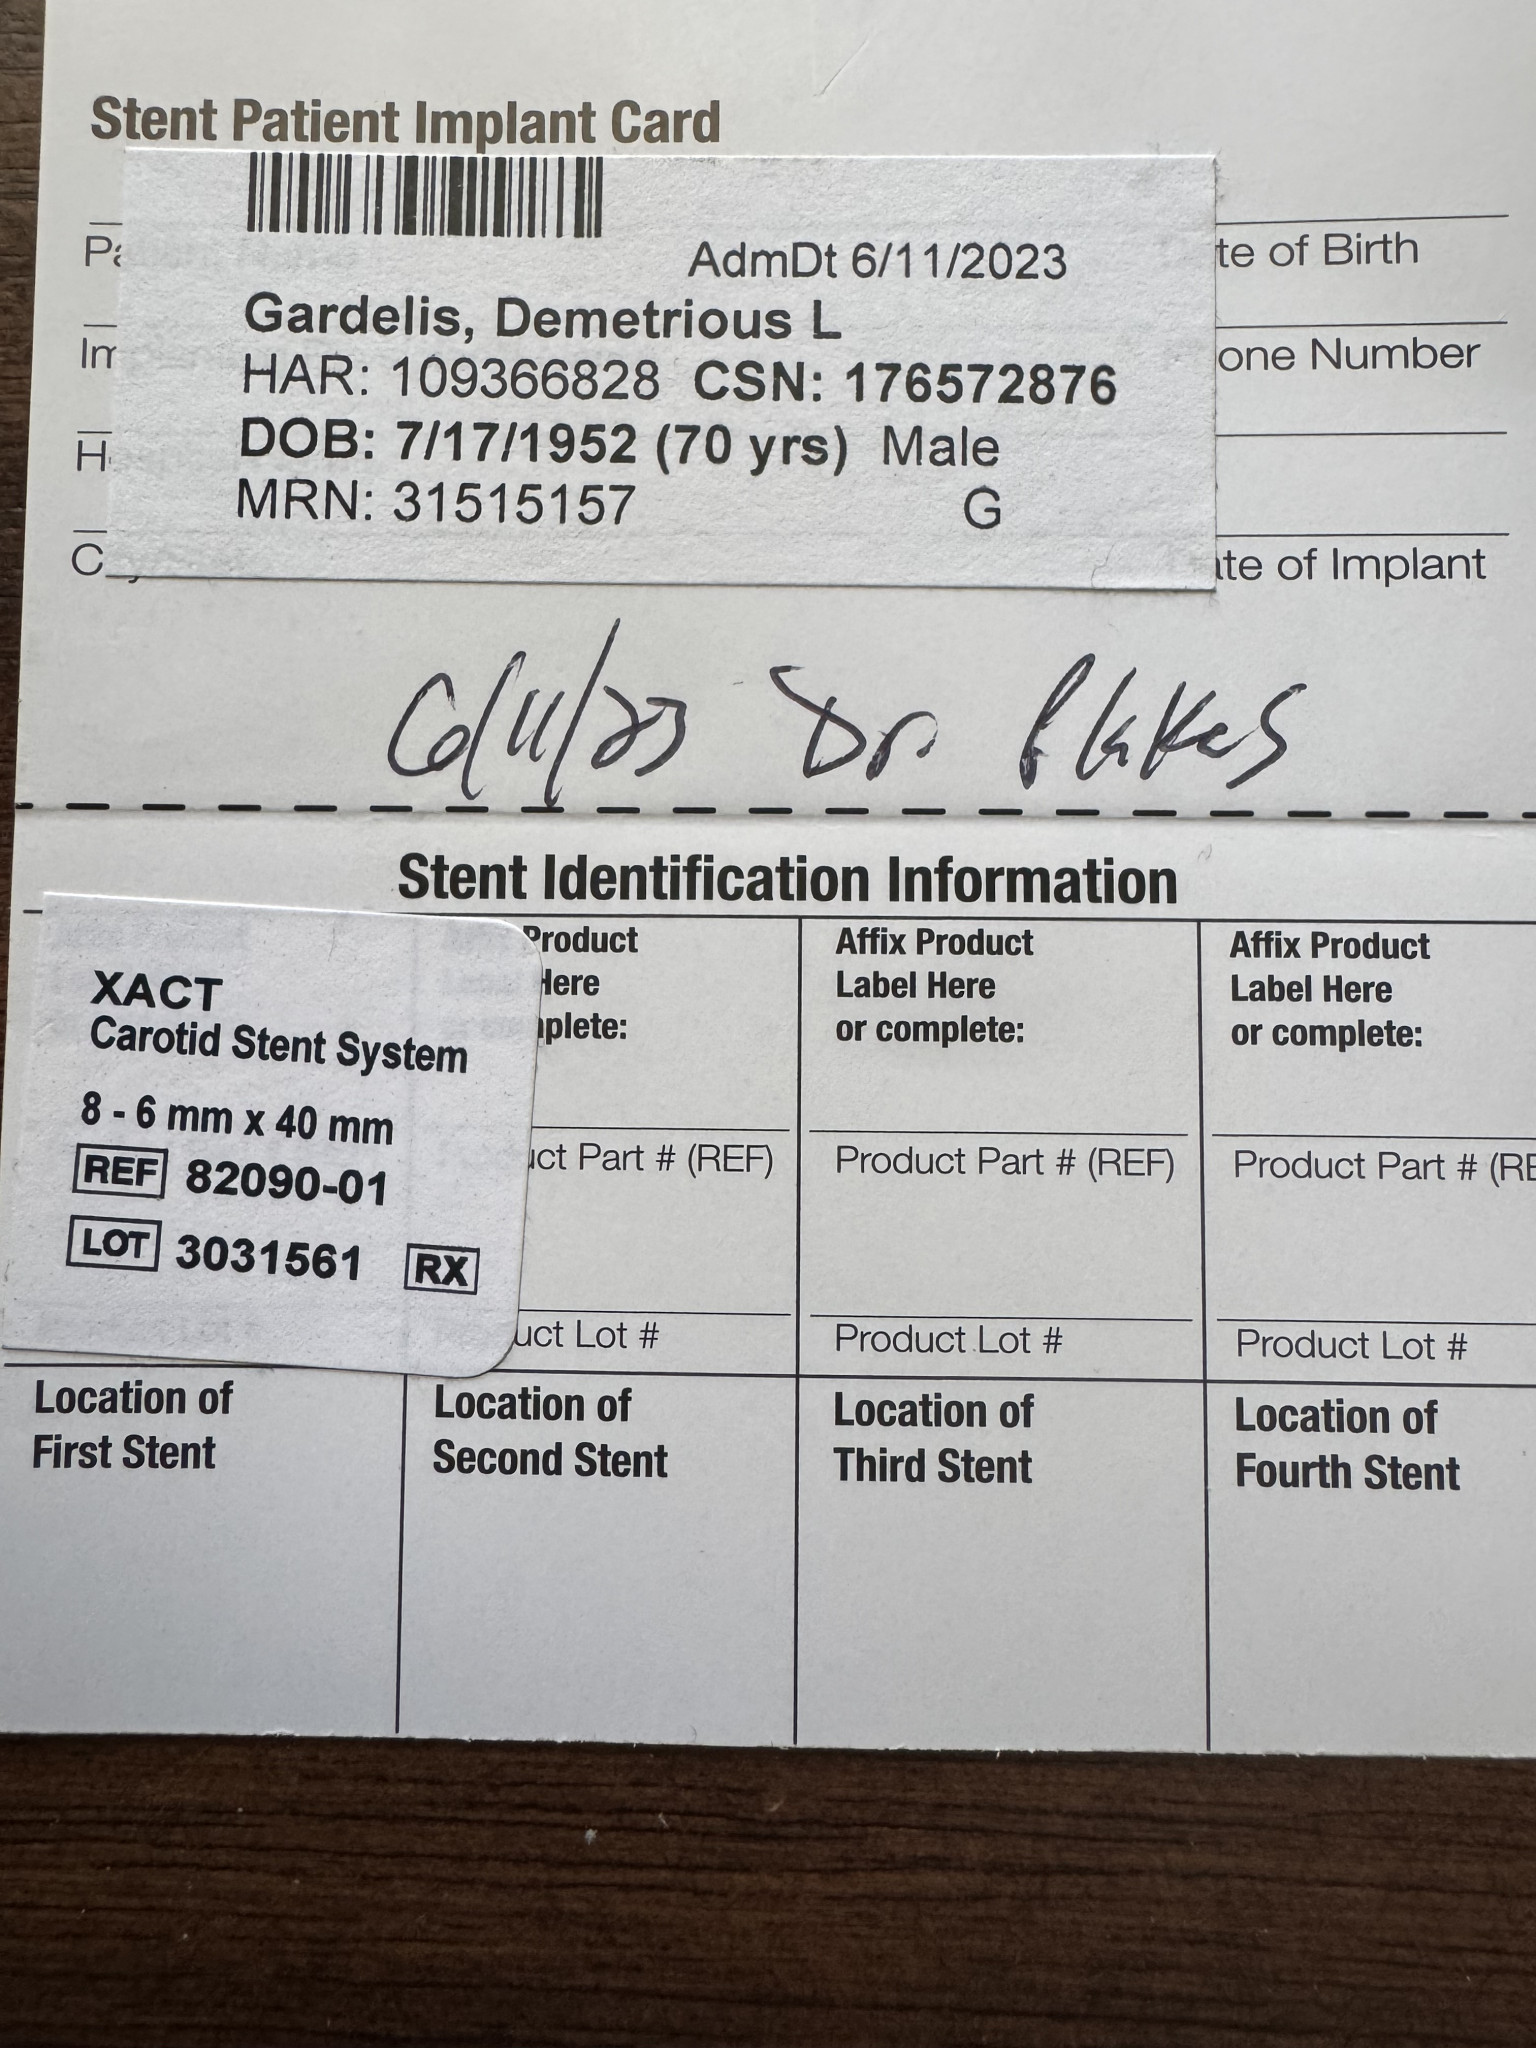 Stent Patient Implant Card
AdmDt 6/11/2023
Gardelis, Demetrious L
HAR: 109366828 CSN: 176572876
DOB: 7/17/1952 (70 yrs) Male
MRN: 31515157 G
te of Birth
one Number
te of Implant
6/11/23 Dr.
Stent Identification Information
XACT
Carotid Stent System
8 - 6 mm x 40 mm
REF 82090-01
LOT 3031561 RX
Product
Here
plete:
uct Part # (REF)
uct Lot #
Affix Product
Label Here
or complete:
Product Part # (REF)
Product Lot #
Affix Product
Label Here
or complete:
Product Part # (RE
Product Lot #
Location of
First Stent
Location of
Second Stent
Location of
Third Stent
Location of
Fourth Stent